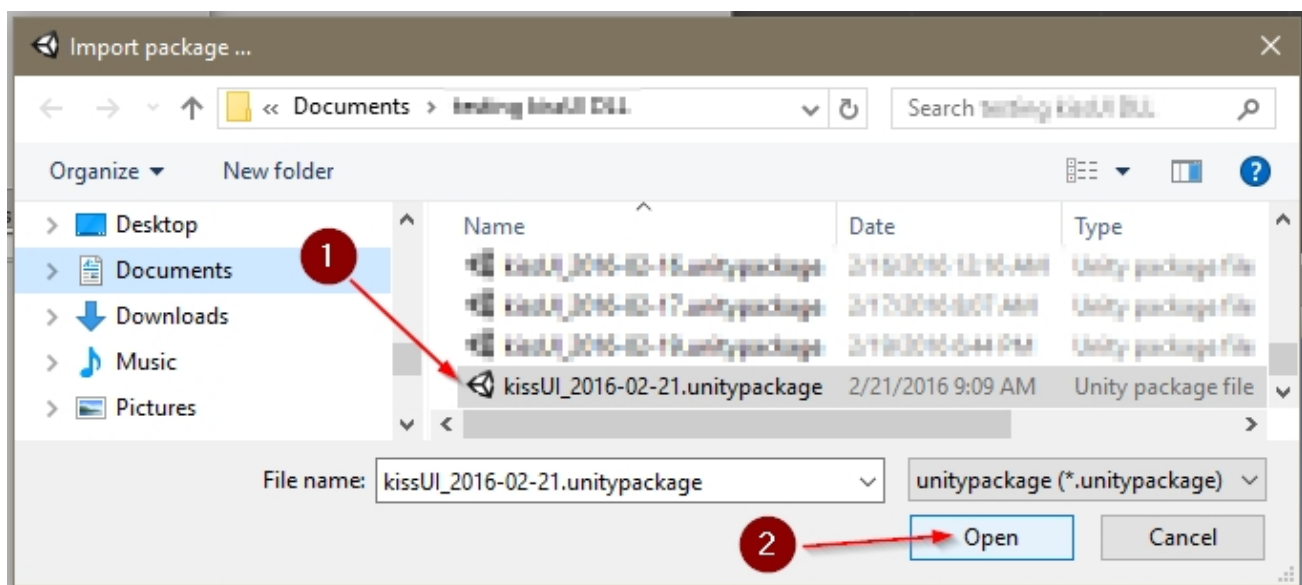 Import package ...
« Documents >
Search
Organize New folder
Desktop
Documents
Downloads
Music
Pictures
Name Date Type
kissUI_2016-02-21.unitypackage 2/21/2016 9:09 AM Unity package file
File name: kissUI_2016-02-21.unitypackage unitypackage (*.unitypackage)
Open Cancel
1
2